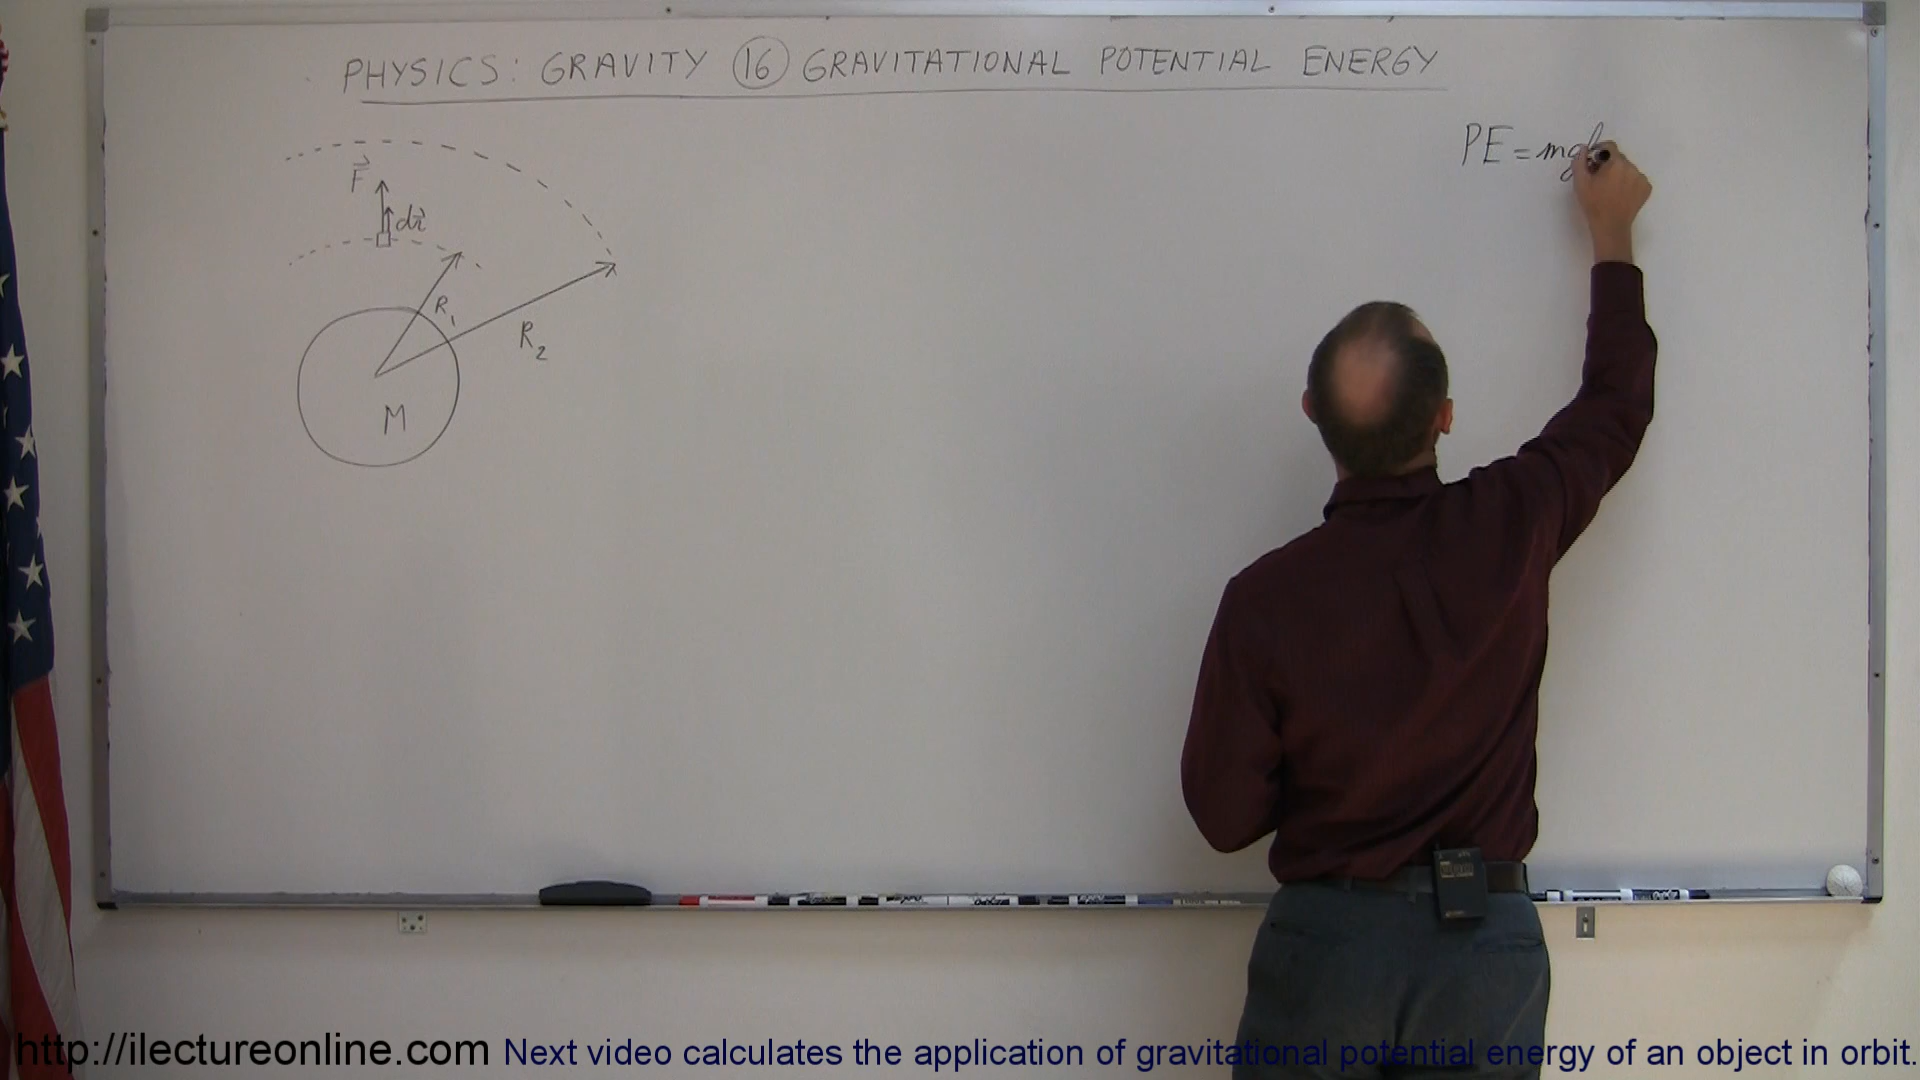 PHYSICS: GRAVITY 16 GRAVITATIONAL POTENTIAL ENERGY
PE = mgh
F
dr
R1
R2
M
http://ilectureonline.com Next video calculates the application of gravitational potential energy of an object in orbit.